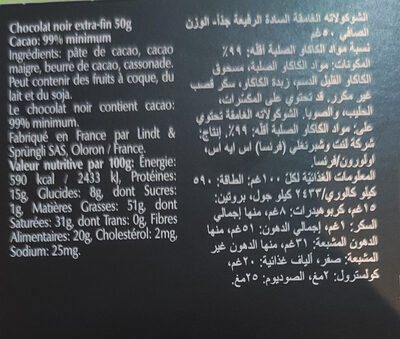 Chocolat noir extra-fin 50g
Cacao: 99% minimum
Ingrédients: pâte de cacao, cacao
maigre, beurre de cacao, cassonade.
Peut contenir des fruits à coque, du
lait et du soja.
Le chocolat noir contient cacao:
99% minimum.
Fabriqué en France par Lindt &
Sprüngli SAS, Oloron / France.
Valeur nutritive par 100g: Énergie:
590 kcal / 2433 kJ, Protéines:
15g, Glucides: 8g, dont Sucres:
1g, Matières Grasses: 51g, dont
Saturées: 31g, dont Trans: 0g, Fibres
Alimentaires: 20g, Cholestérol: 2mg,
Sodium: 25mg.
الشوكولاته الغامقة السادة الرفيعة جداً، الوزن
الصافي ٥٠غم
نسبة مواد الكاكاو الصلبة أقله: ٩٩٪
المكونات: مواد الكاكاو الصلبة، مسحوق
الكاكاو القليل الدسم، زبدة الكاكاو، سكر قصب
غير مكرر. قد تحتوي على المكسّرات،
الحليب، والصويا. الشوكولاته الغامقة تحتوي
على: مواد الكاكاو الصلبة أقله: ٩٩٪. إنتاج:
شركة لنت وشبرنغلي (فرنسا) اس ايه اس،
اولورون/فرنسا.
المعلومات الغذائية لكل ١٠٠غم: الطاقة: ٥٩٠
كيلو كالوري/٢٤٣٣ كيلو جول، بروتين:
١٥غم، كربوهيدرات: ٨غم، منها إجمالي
السكر: ١غم، إجمالي الدهون: ٥١غم، منها
الدهون المشبعة: ٣١غم، منها الدهون غير
المشبعة: صفر، ألياف غذائية: ٢٠غم،
كولسترول: ٢مغ، الصوديوم: ٢٥مغ.